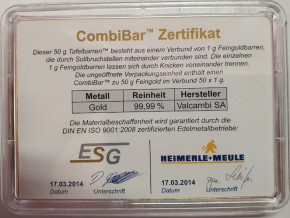 CombiBar™ Zertifikat
Dieser 50 g Tafelbarren™ besteht aus einem Verbund von 1 g Feingoldbarren,
die durch Sollbruchstellen miteinander verbunden sind. Die einzelnen
1 g Feingoldbarren lassen sich durch Knicken voneinander trennen.
Die ungeöffnete Verpackungseinheit enthält einen
CombiBar™ zu 50 g Feingold im Verbund 50 x 1 g.
Metall Reinheit Hersteller
Gold 99,99 % Valcambi SA
Die Materialbeschaffenheit wird garantiert durch die
DIN EN ISO 9001:2008 zertifizierten Edelmetallbetriebe:
ESG
HEIMERLE+MEULE
17.03.2014 17.03.2014
Datum Unterschrift Datum Unterschrift